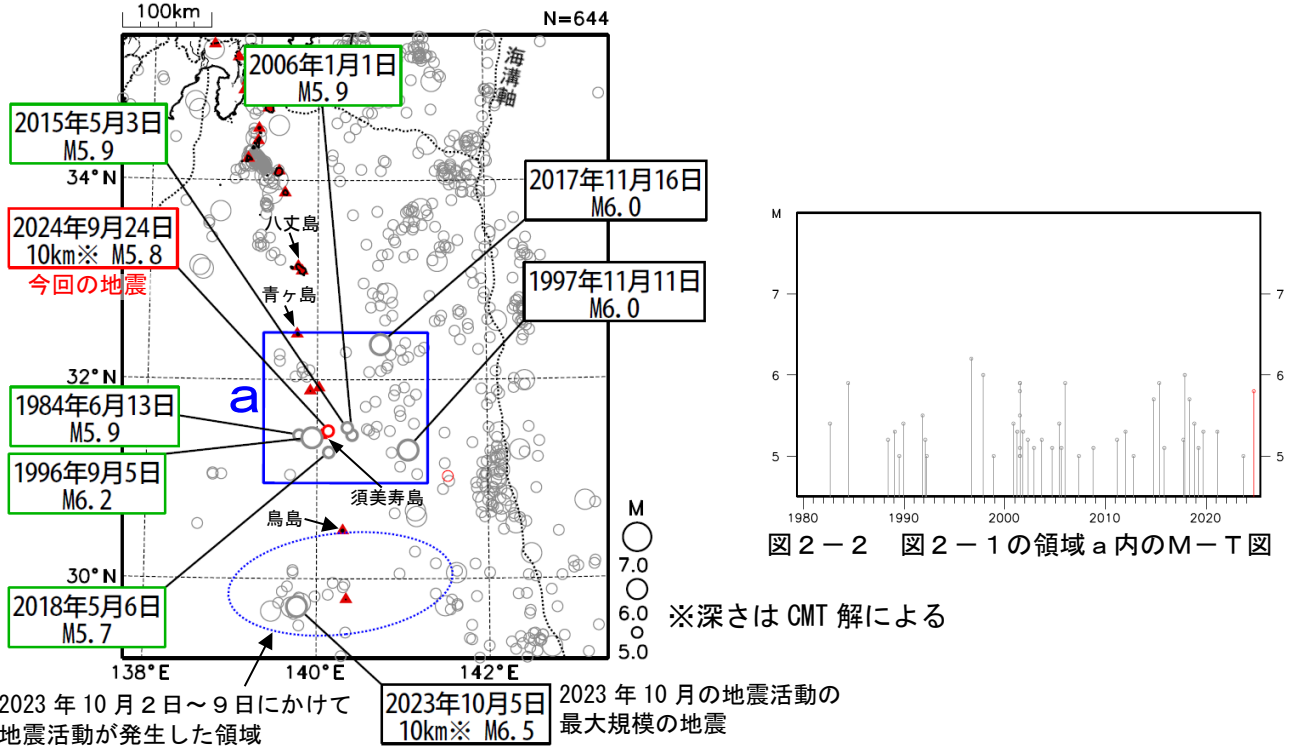 100km
N=644
2006年1月1日
M5.9
海溝軸
2015年5月3日
M5.9
34°N
2017年11月16日
M6.0
2024年9月24日
10km※ M5.8
今回の地震
八丈島
青ヶ島
1997年11月11日
M6.0
32°N
a
1984年6月13日
M5.9
1996年9月5日
M6.2
須美寿島
鳥島
30°N
2018年5月6日
M5.7
M
7.0
6.0
5.0
138°E
140°E
142°E
2023年10月2日～9日にかけて
地震活動が発生した領域
2023年10月5日
10km※ M6.5
2023年10月の地震活動の
最大規模の地震
M
7
7
6
6
5
5
1980
1990
2000
2010
2020
図2－2 図2－1の領域a内のM－T図
※深さはCMT解による